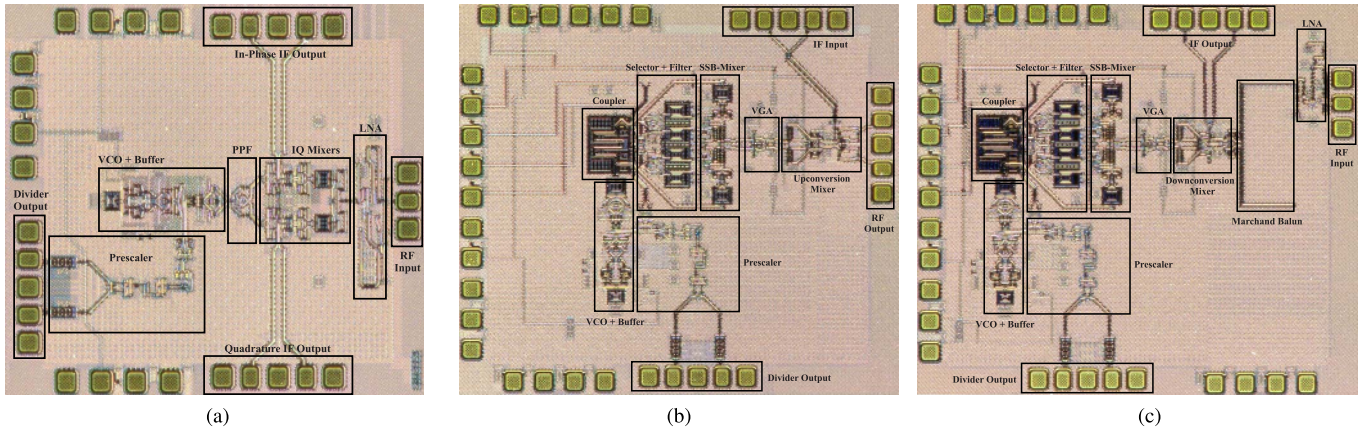 In-Phase IF Output
LNA
VCO + Buffer
PPF
IQ Mixers
Divider
Output
Prescaler
RF
Input
Quadrature IF Output
(a)
IF Input
Selector + Filter
SSB-Mixer
Coupler
VGA
Upconversion
Mixer
RF
Output
Prescaler
VCO + Buffer
Divider Output
(b)
LNA
IF Output
Selector + Filter
SSB-Mixer
Coupler
VGA
RF
Input
Downconversion
Mixer
Marchand Balun
Prescaler
VCO + Buffer
Divider Output
(c)